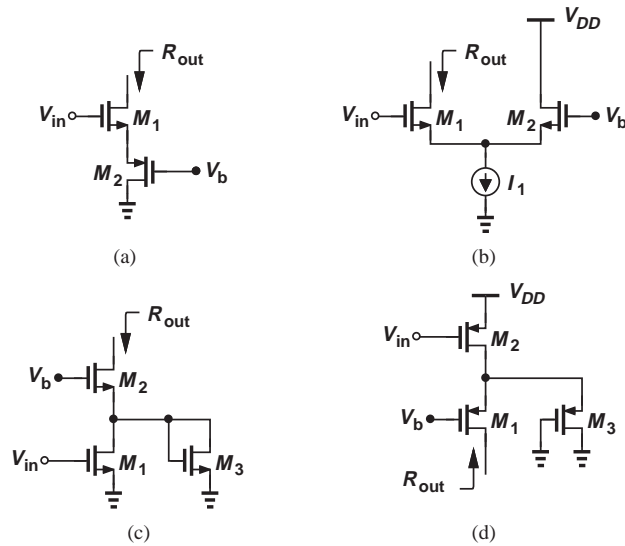 R_out
V_in
M_1
M_2
V_b
(a)
V_DD
R_out
V_in
M_1
M_2
V_b
I_1
(b)
R_out
V_b
M_2
V_in
M_1
M_3
(c)
V_DD
V_in
M_2
V_b
M_1
M_3
R_out
(d)